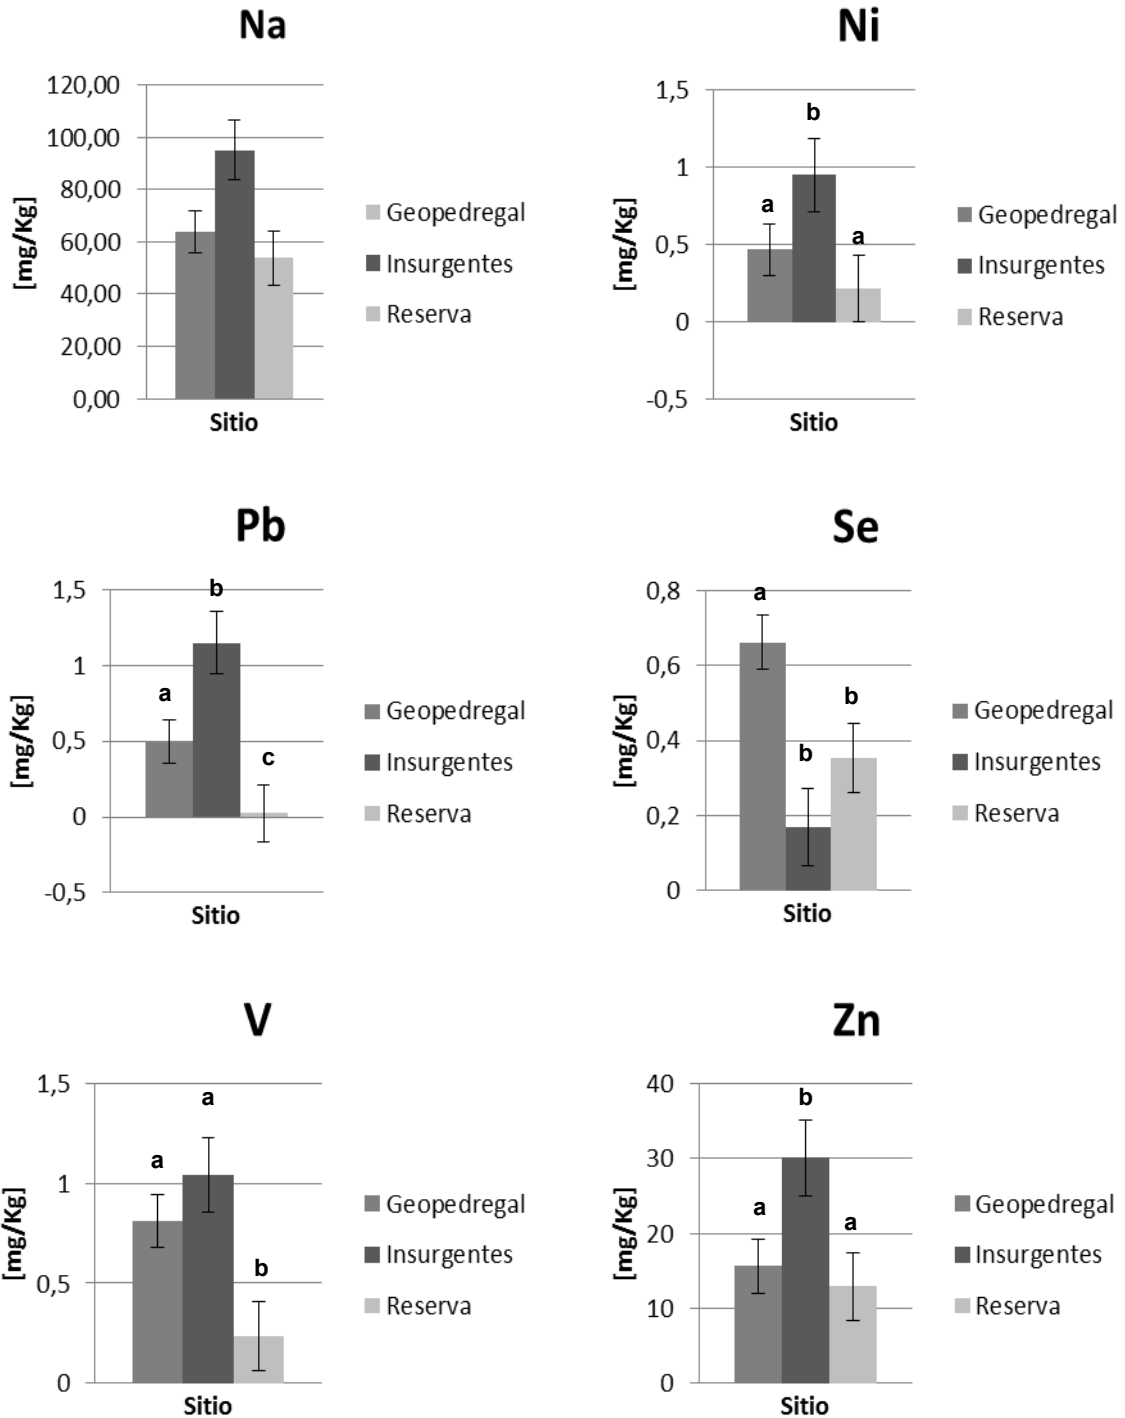 Na
120,00
100,00
80,00
60,00
40,00
20,00
0,00
[mg/Kg]
Sitio
Geopedregal
Insurgentes
Reserva
Ni
1,5
1
0,5
0
-0,5
[mg/Kg]
a
b
a
Sitio
Geopedregal
Insurgentes
Reserva
Pb
1,5
1
0,5
0
-0,5
[mg/Kg]
a
b
c
Sitio
Geopedregal
Insurgentes
Reserva
Se
0,8
0,6
0,4
0,2
0
[mg/Kg]
a
b
b
Sitio
Geopedregal
Insurgentes
Reserva
V
1,5
1
0,5
0
[mg/Kg]
a
a
b
Sitio
Geopedregal
Insurgentes
Reserva
Zn
40
30
20
10
0
[mg/Kg]
a
b
a
Sitio
Geopedregal
Insurgentes
Reserva